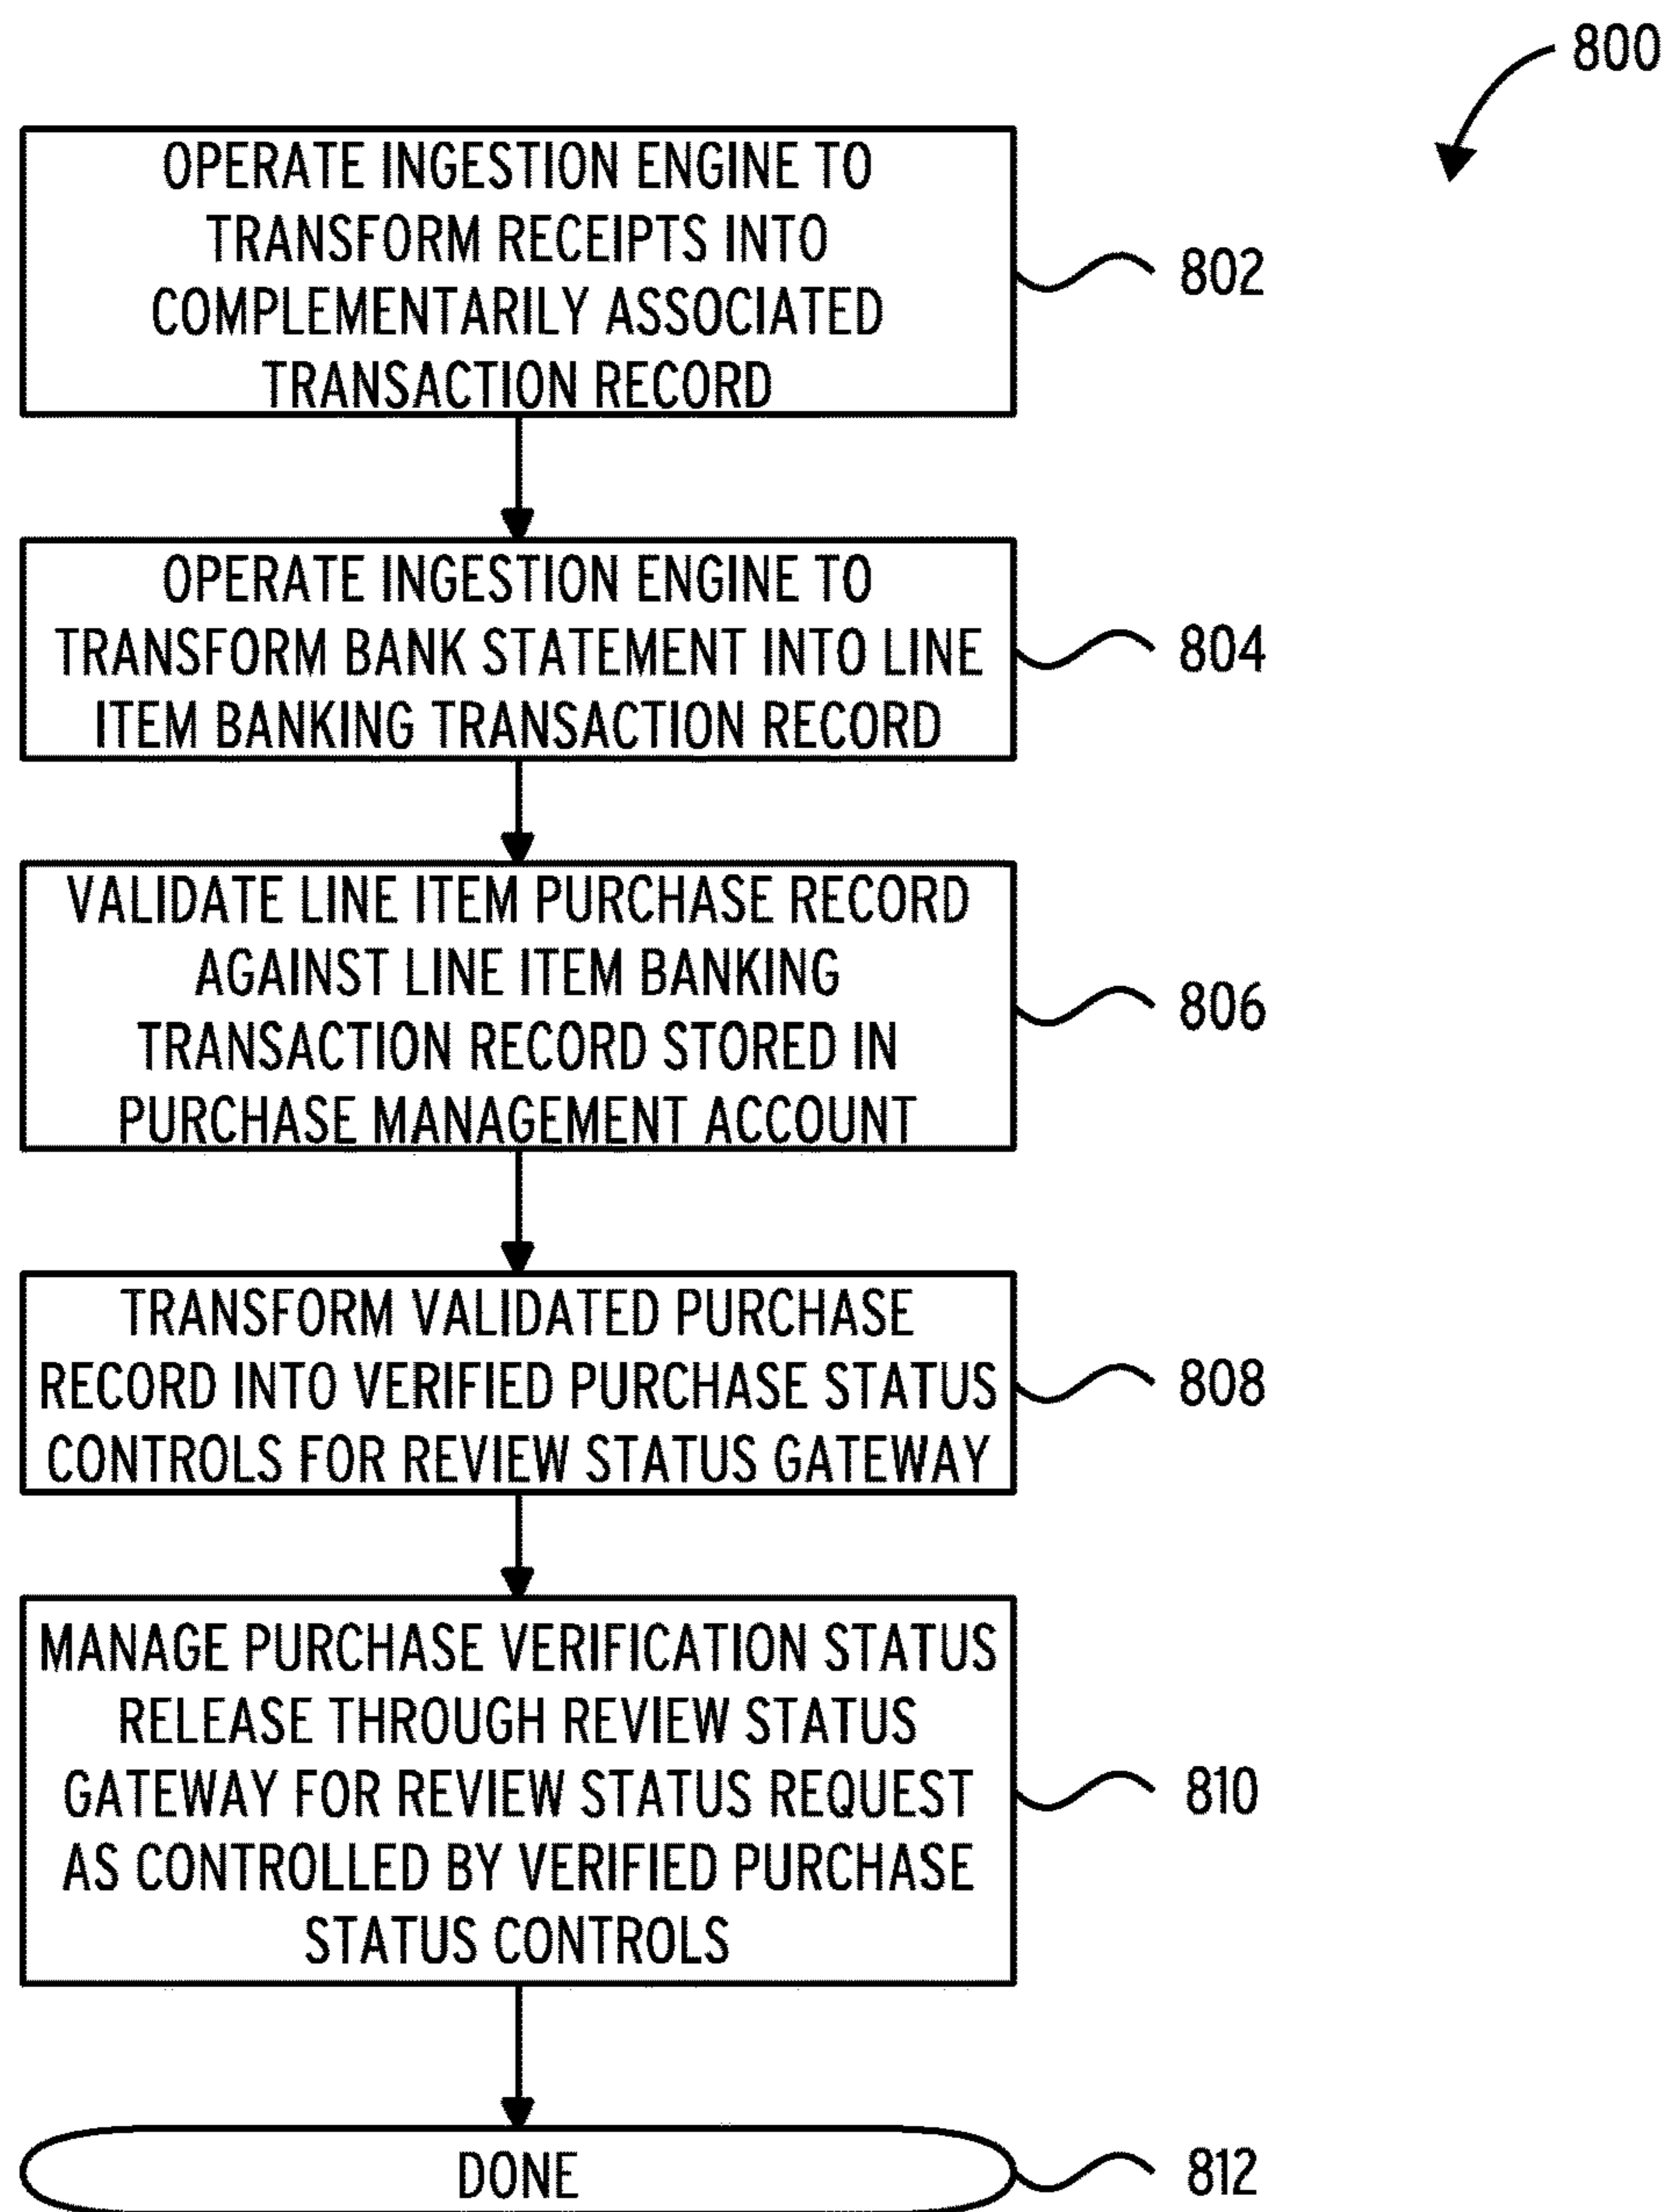 800
OPERATE INGESTION ENGINE TO
TRANSFORM RECEIPTS INTO
COMPLEMENTARILY ASSOCIATED
TRANSACTION RECORD
802
OPERATE INGESTION ENGINE TO
TRANSFORM BANK STATEMENT INTO LINE
ITEM BANKING TRANSACTION RECORD
804
VALIDATE LINE ITEM PURCHASE RECORD
AGAINST LINE ITEM BANKING
TRANSACTION RECORD STORED IN
PURCHASE MANAGEMENT ACCOUNT
806
TRANSFORM VALIDATED PURCHASE
RECORD INTO VERIFIED PURCHASE STATUS
CONTROLS FOR REVIEW STATUS GATEWAY
808
MANAGE PURCHASE VERIFICATION STATUS
RELEASE THROUGH REVIEW STATUS
GATEWAY FOR REVIEW STATUS REQUEST
AS CONTROLLED BY VERIFIED PURCHASE
STATUS CONTROLS
810
DONE
812